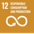 12 RESPONSIBLE
CONSUMPTION
AND PRODUCTION